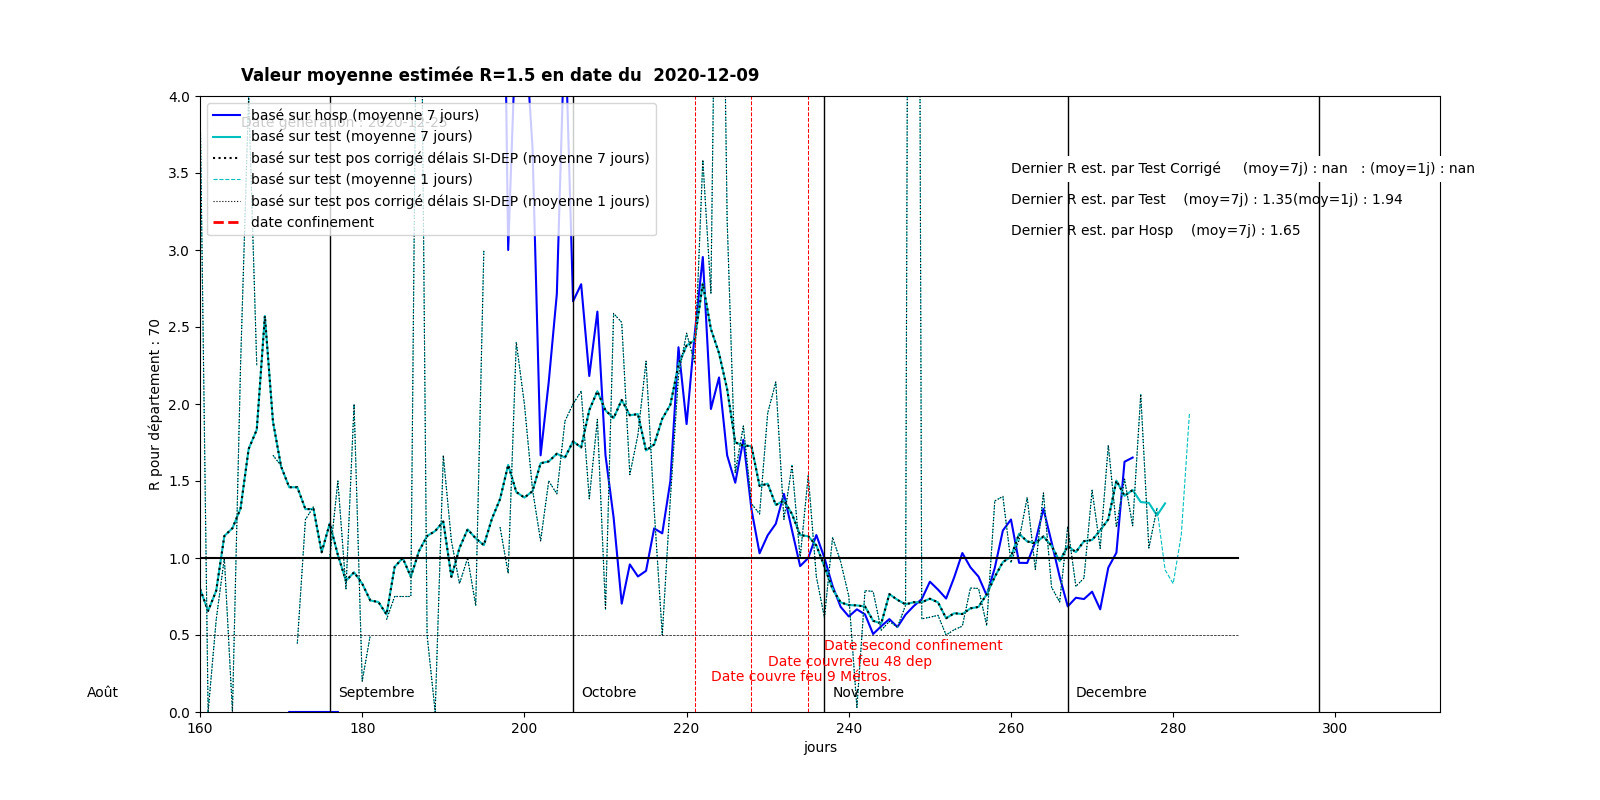 Valeur moyenne estimée R=1.5 en date du  2020-12-09
Date génération : 2020-12-25
basé sur hosp (moyenne 7 jours)
basé sur test (moyenne 7 jours)
basé sur test pos corrigé délais SI-DEP (moyenne 7 jours)
basé sur test (moyenne 1 jours)
basé sur test pos corrigé délais SI-DEP (moyenne 1 jours)
date confinement
Dernier R est. par Test Corrigé     (moy=7j) : nan   : (moy=1j) : nan
Dernier R est. par Test    (moy=7j) : 1.35(moy=1j) : 1.94
Dernier R est. par Hosp    (moy=7j) : 1.65
R pour département : 70
4.0
3.5
3.0
2.5
2.0
1.5
1.0
0.5
0.0
Date second confinement
Date couvre feu 48 dep
Date couvre feu 9 Métros.
Août
Septembre
Octobre
Novembre
Decembre
160 180 200 220 240 260 280 300
jours